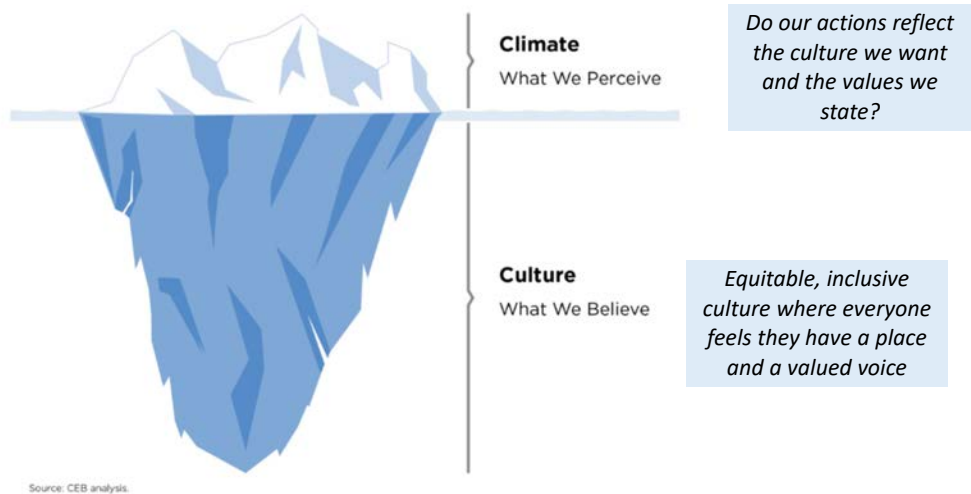 Climate
What We Perceive
Do our actions reflect
the culture we want
and the values we
state?
Culture
What We Believe
Equitable, inclusive
culture where everyone
feels they have a place
and a valued voice
Source: CEB analysis.